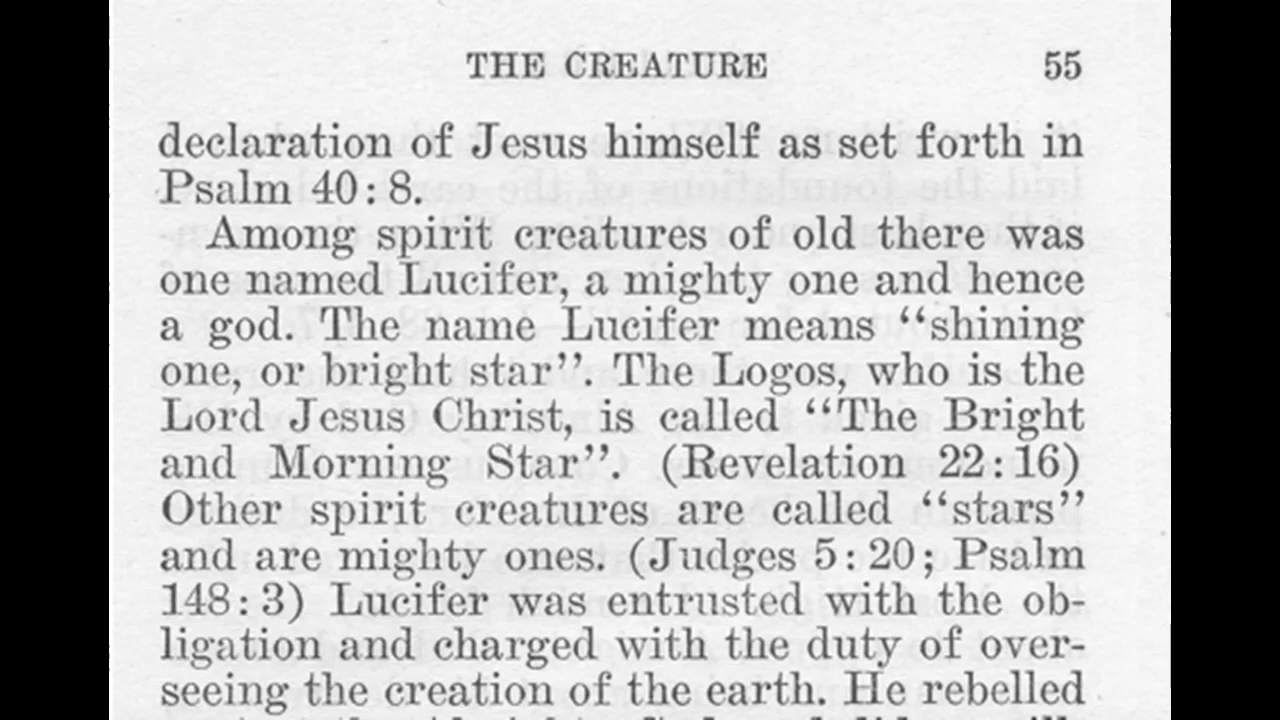 THE CREATURE 55
declaration of Jesus himself as set forth in
Psalm 40:8.
Among spirit creatures of old there was
one named Lucifer, a mighty one and hence
a god. The name Lucifer means “shining
one, or bright star”. The Logos, who is the
Lord Jesus Christ, is called “The Bright
and Morning Star”. (Revelation 22:16)
Other spirit creatures are called “stars”
and are mighty ones. (Judges 5:20; Psalm
148:3) Lucifer was entrusted with the ob-
ligation and charged with the duty of over-
seeing the creation of the earth. He rebelled